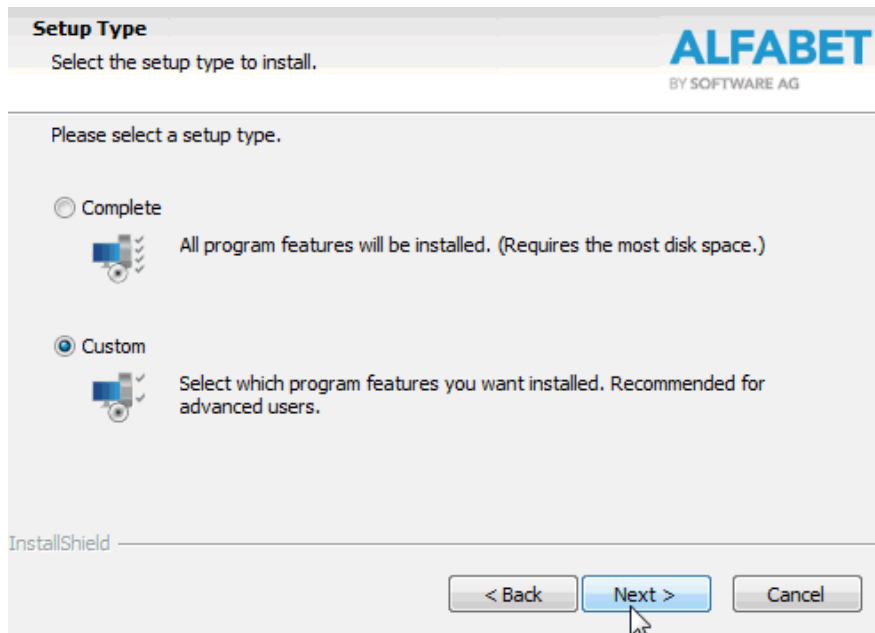 Setup Type
Select the setup type to install.
ALFABET
BY SOFTWARE AG
Please select a setup type.
Complete
All program features will be installed. (Requires the most disk space.)
Custom
Select which program features you want installed. Recommended for
advanced users.
InstallShield
< Back Next > Cancel